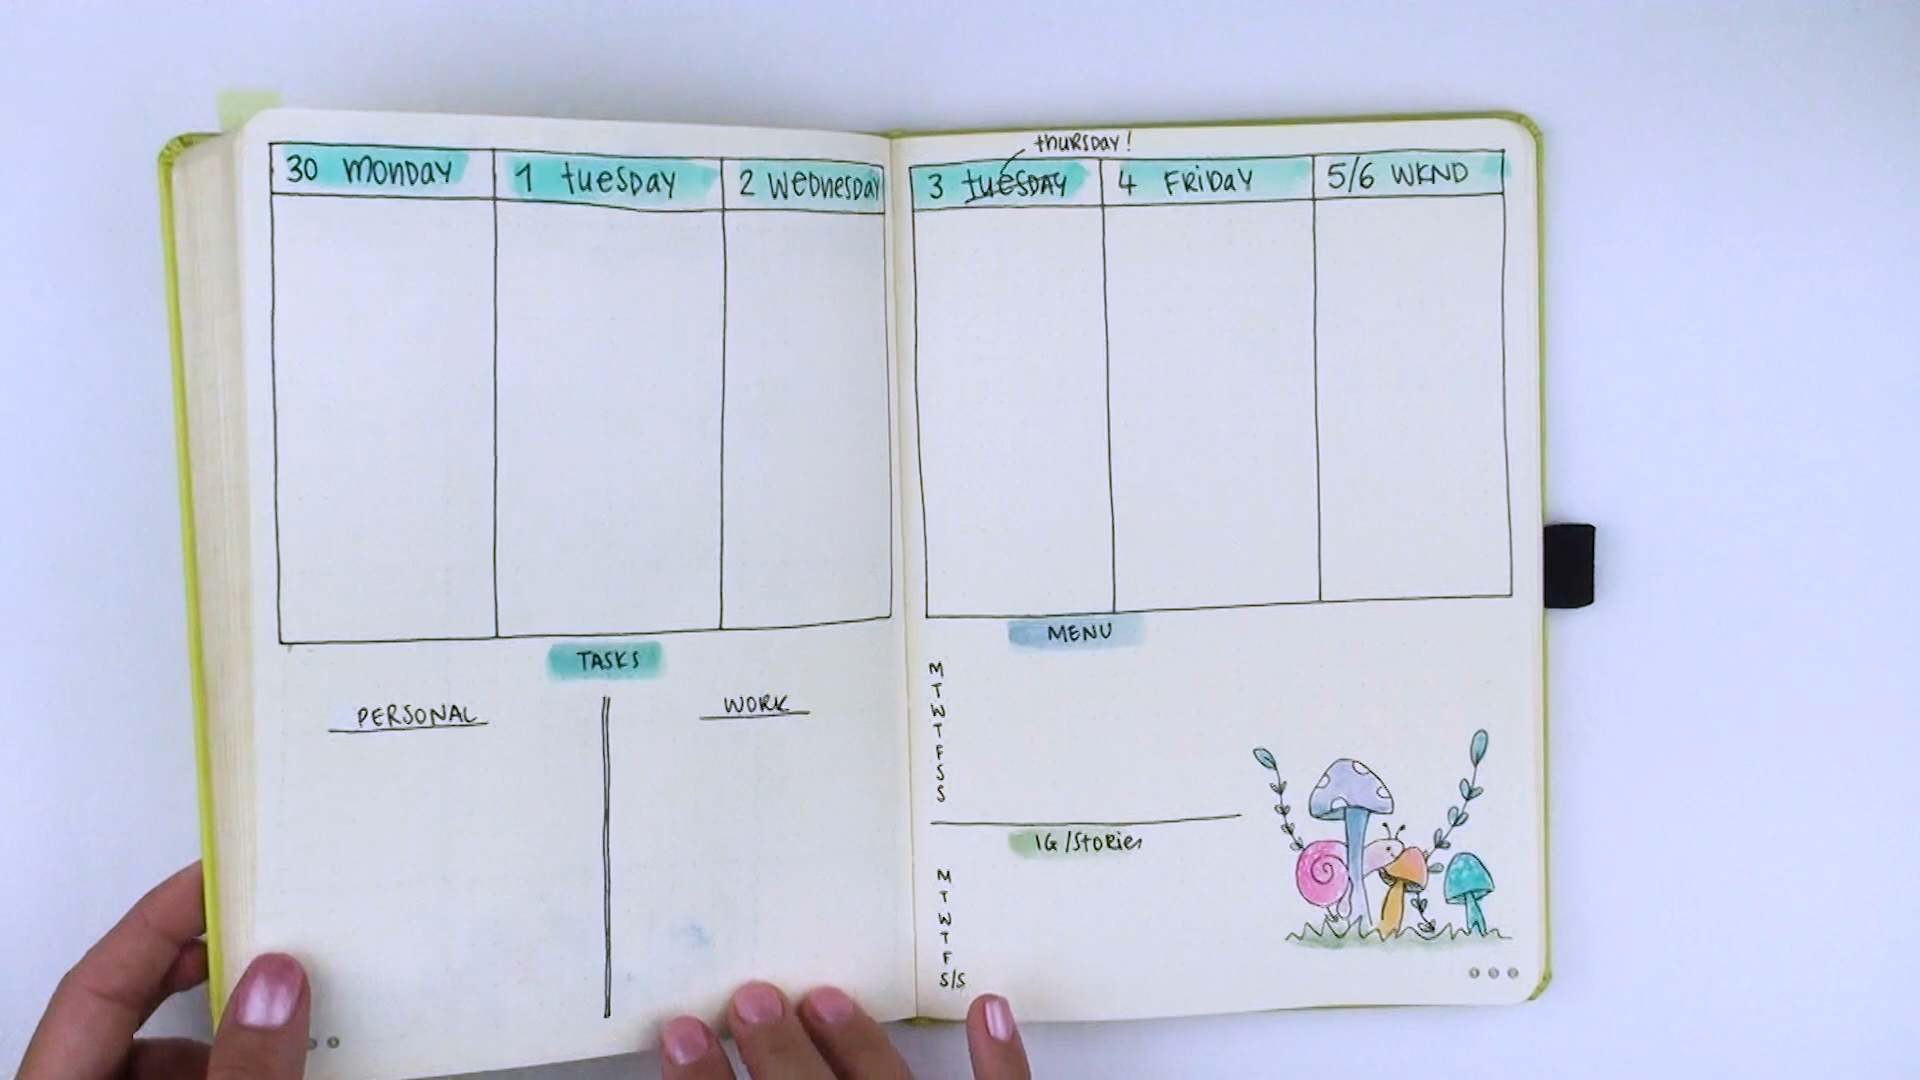 30 Monday
1 tuesday
2 Wednesday
thursday!
3 tuesday
4 Friday
5/6 WKND
TASKS
PERSONAL
WORK
MENU
M
T
W
T
F
S
S
IG/Stories
M
T
W
T
F
S/S